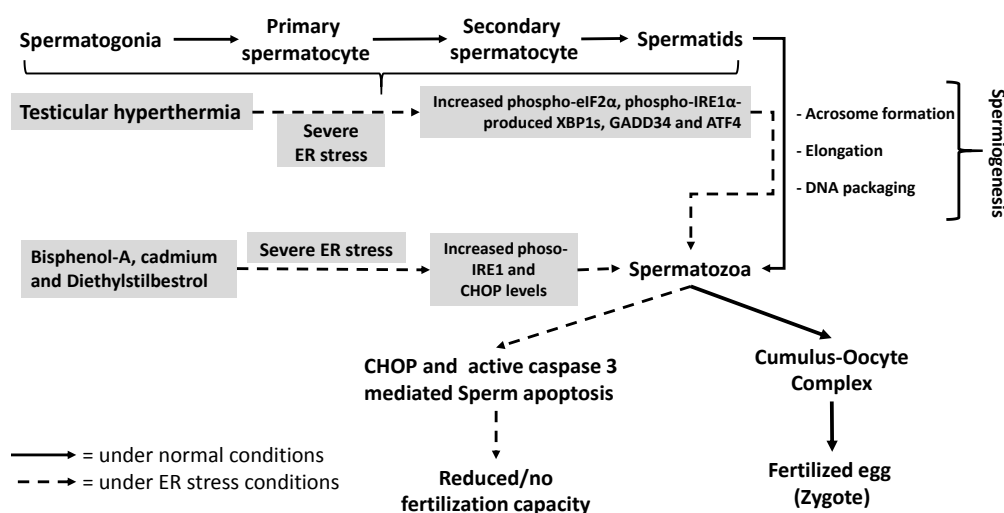 Spermatogonia
Primary
spermatocyte
Secondary
spermatocyte
Spermatids
Testicular hyperthermia
Severe
ER stress
Increased phospho-eIF2α, phospho-IRE1α-
produced XBP1s, GADD34 and ATF4
- Acrosome formation
- Elongation
- DNA packaging
Spermiogenesis
Bisphenol-A, cadmium
and Diethylstilbestrol
Severe ER stress
Increased phoso-
IRE1 and
CHOP levels
Spermatozoa
CHOP and active caspase 3
mediated Sperm apoptosis
Cumulus-Oocyte
Complex
Reduced/no
fertilization capacity
Fertilized egg
(Zygote)
= under normal conditions
= under ER stress conditions